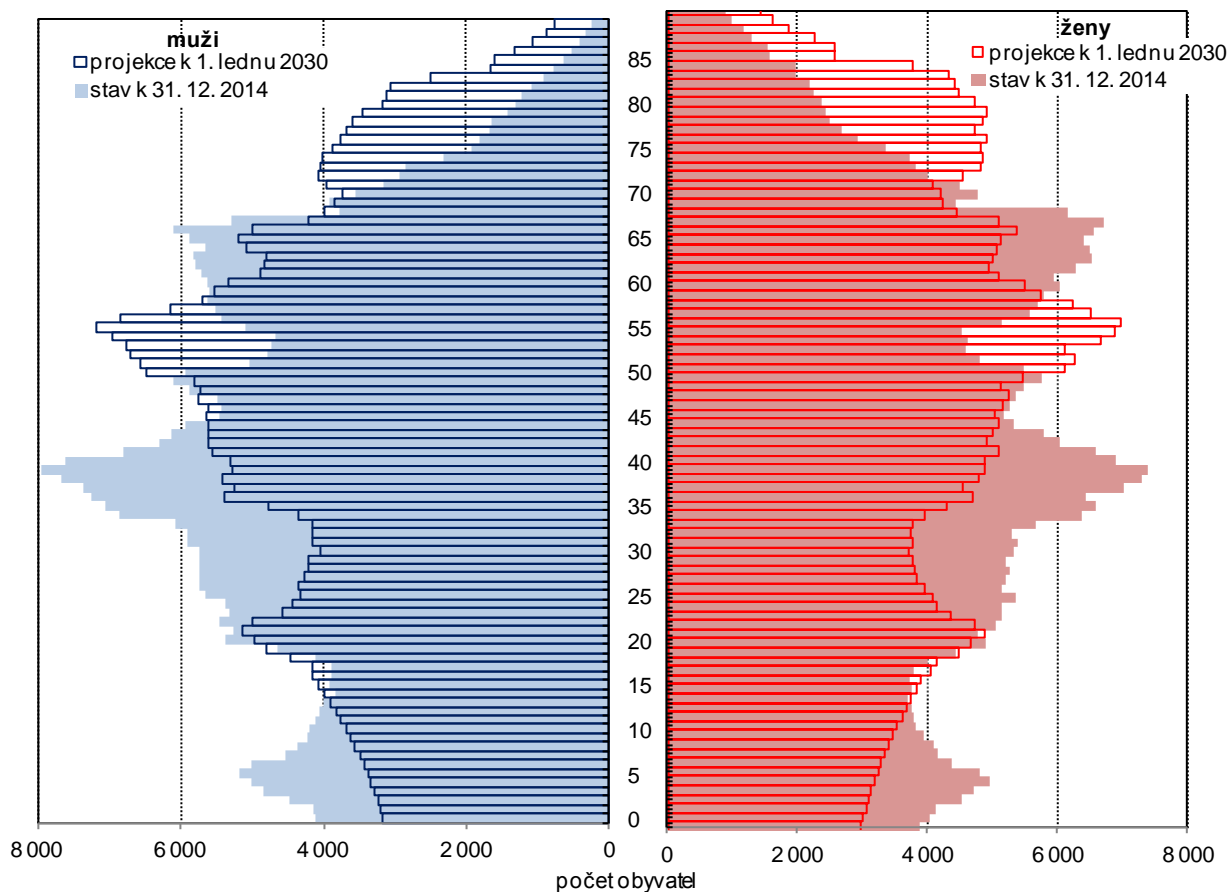 muži
projekce k 1. lednu 2030
stav k 31. 12. 2014
ženy
projekce k 1. lednu 2030
stav k 31. 12. 2014
85
80
75
70
65
60
55
50
45
40
35
30
25
20
15
10
5
0
8 000 6 000 4 000 2 000 0
0 2 000 4 000 6 000 8 000
počet obyvatel